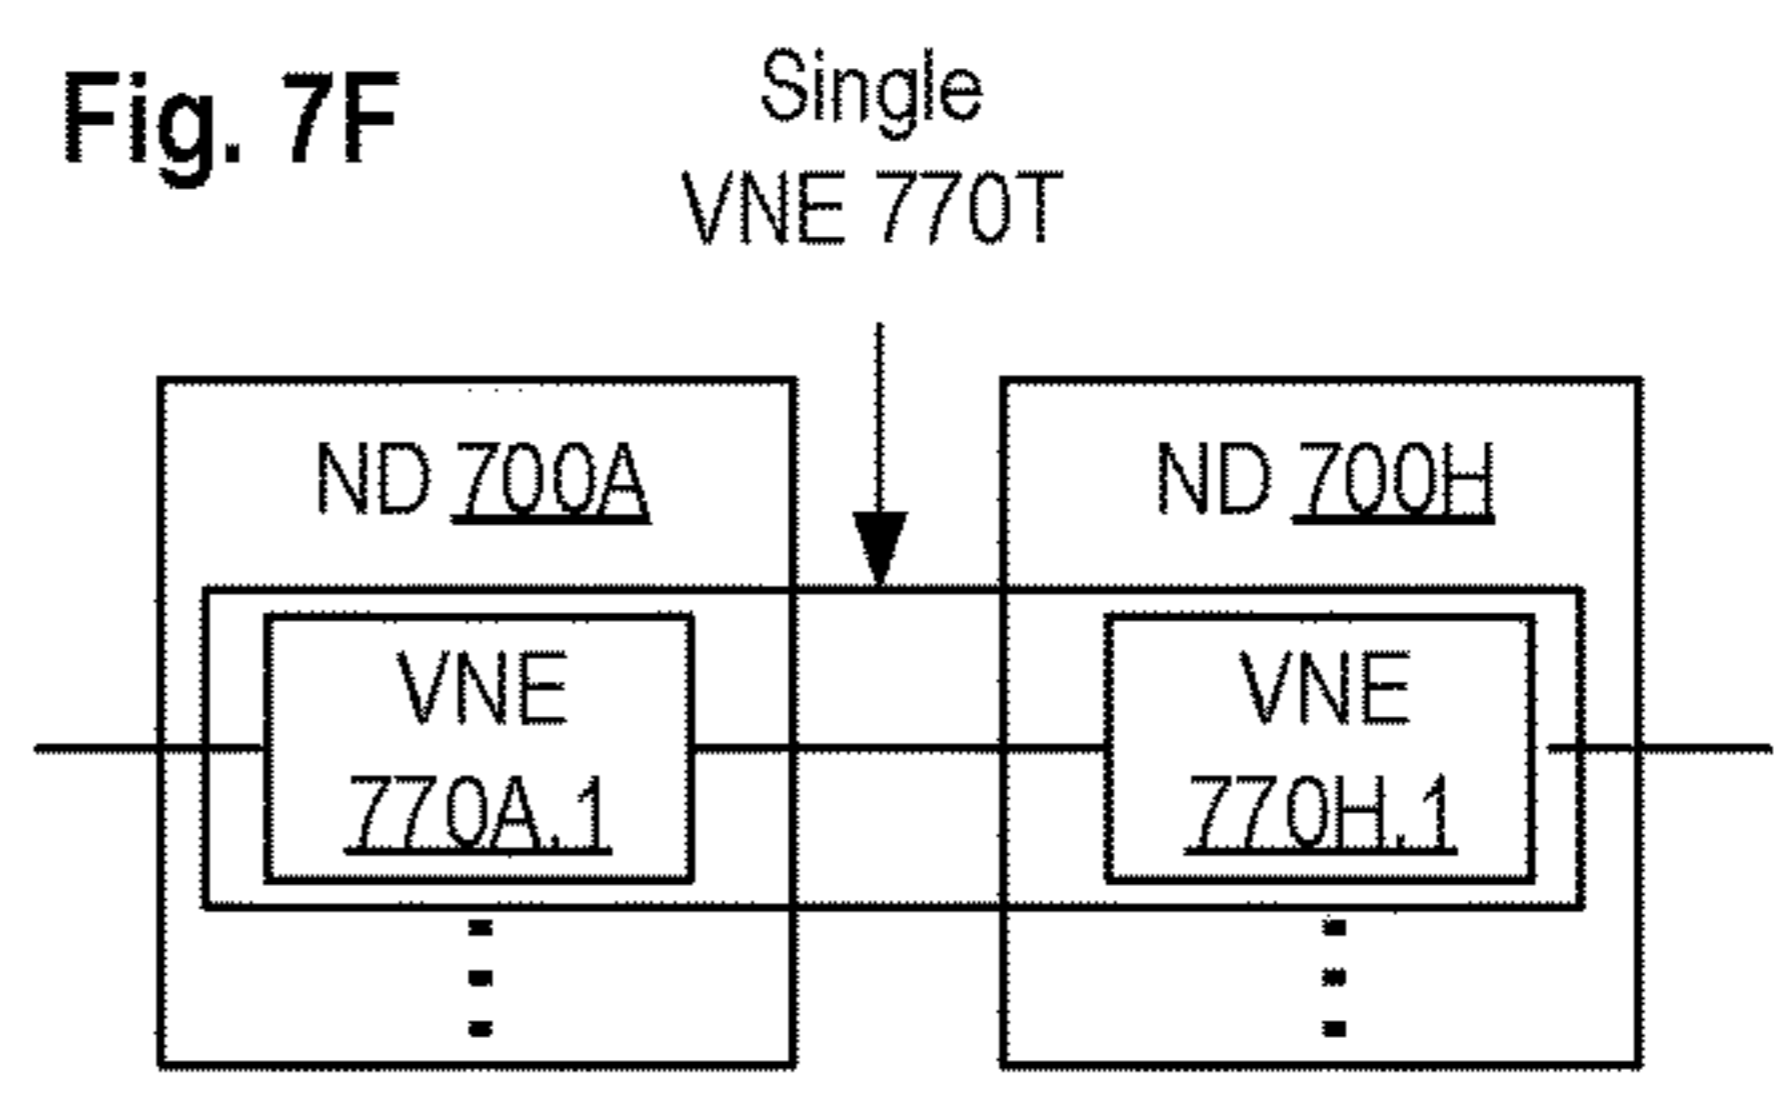 Fig. 7F
Single
VNE 770T
ND 700A
ND 700H
VNE
770A.1
VNE
770H.1